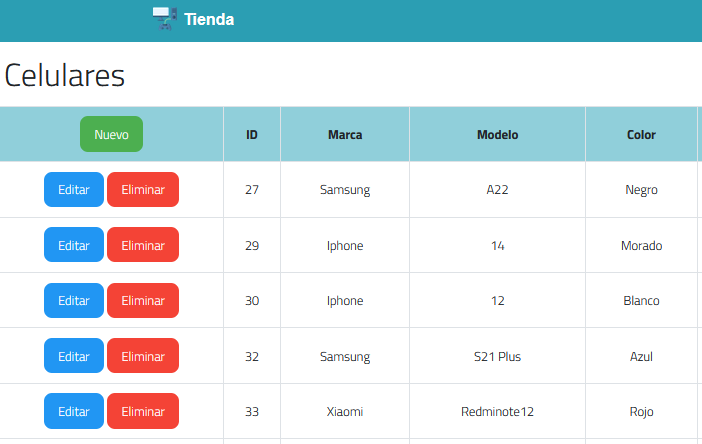 Tienda
Celulares
Nuevo ID Marca Modelo Color
Editar Eliminar 27 Samsung A22 Negro
Editar Eliminar 29 Iphone 14 Morado
Editar Eliminar 30 Iphone 12 Blanco
Editar Eliminar 32 Samsung S21 Plus Azul
Editar Eliminar 33 Xiaomi Redminote12 Rojo